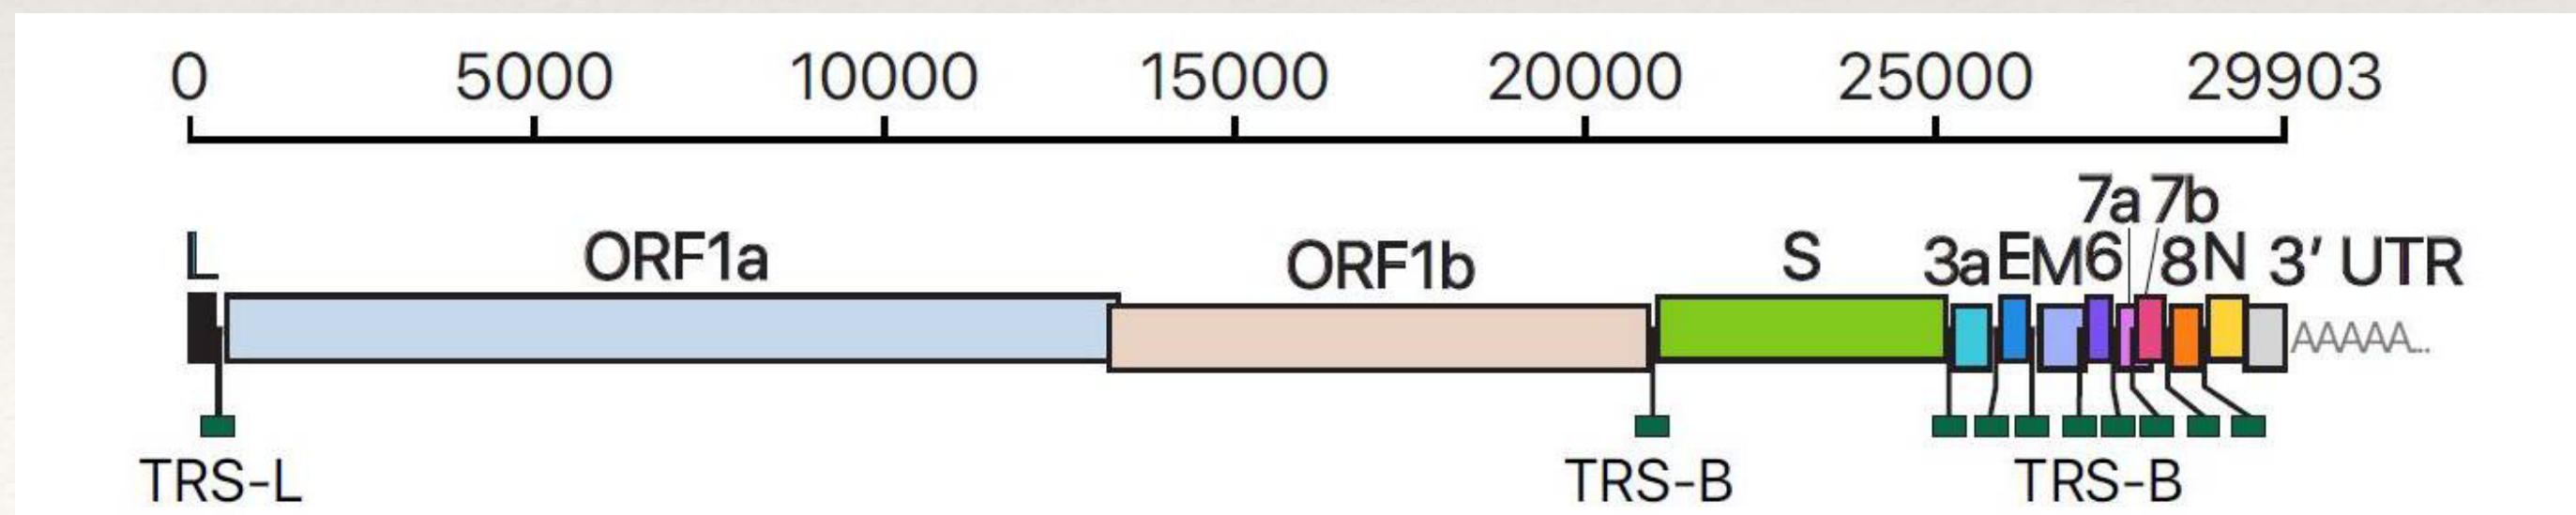 0 5000 10000 15000 20000 25000 29903
7a 7b
L ORF1a ORF1b S 3a E M 6 8 N 3′ UTR
AAAAA...
TRS-L TRS-B TRS-B